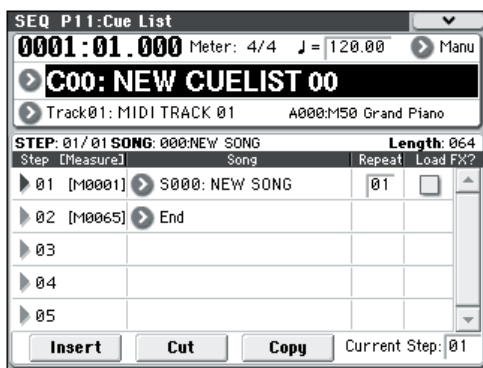 SEQ P11:Cue List
0001:01.000 Meter: 4/4 ♩= 120.00 Manu
C00: NEW CUELIST 00
Track01: MIDI TRACK 01 A000:M50 Grand Piano
STEP: 01/01 SONG: 000:NEW SONG Length: 064
Step [Measure] Song Repeat Load FX?
01 [M0001] S000: NEW SONG 01
02 [M0065] End
03
04
05
Insert Cut Copy Current Step: 01